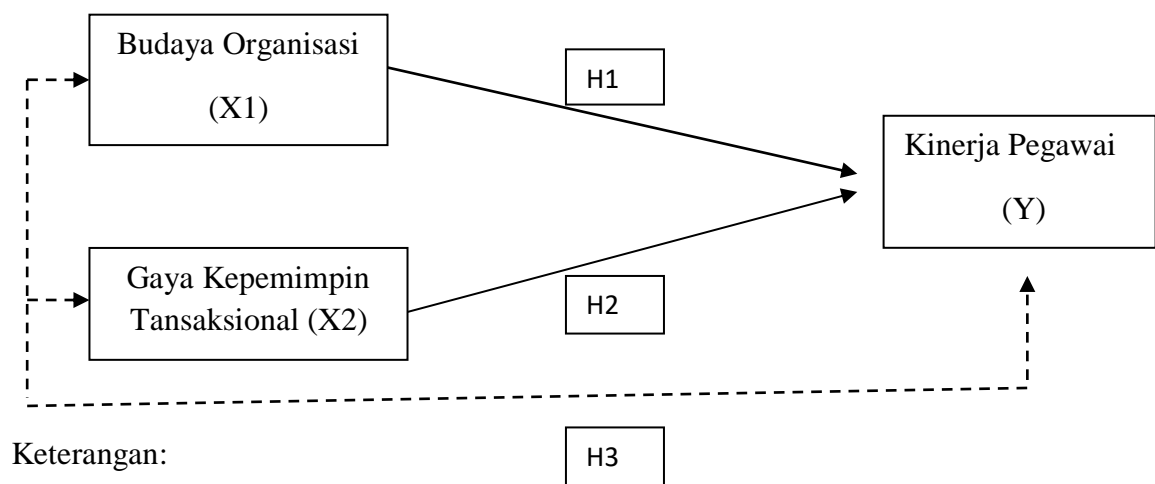 Budaya Organisasi
(X1)
H1
Kinerja Pegawai
(Y)
Gaya Kepemimpin
Tansaksional (X2)
H2
Keterangan:
H3